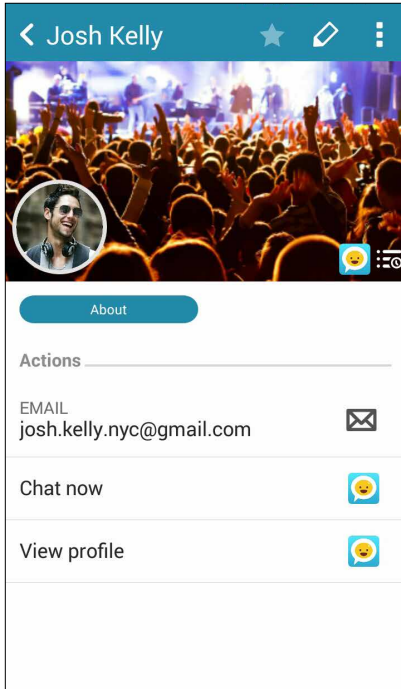 Josh Kelly
About
Actions
EMAIL
josh.kelly.nyc@gmail.com
Chat now
View profile